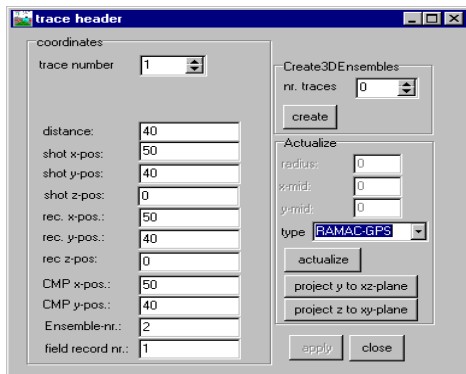 trace header
coordinates
trace number 1
distance: 40
shot x-pos: 50
shot y-pos: 40
shot z-pos: 0
rec. x-pos.: 50
rec. y-pos.: 40
rec z-pos: 0
CMP x-pos.: 50
CMP y-pos.: 40
Ensemble-nr.: 2
field record nr.: 1
Create3DEnsembles
nr. traces 0
create
Actualize
radius: 0
x-mid: 0
y-mid: 0
type RAMAC-GPS
actualize
project y to xz-plane
project z to xy-plane
apply close